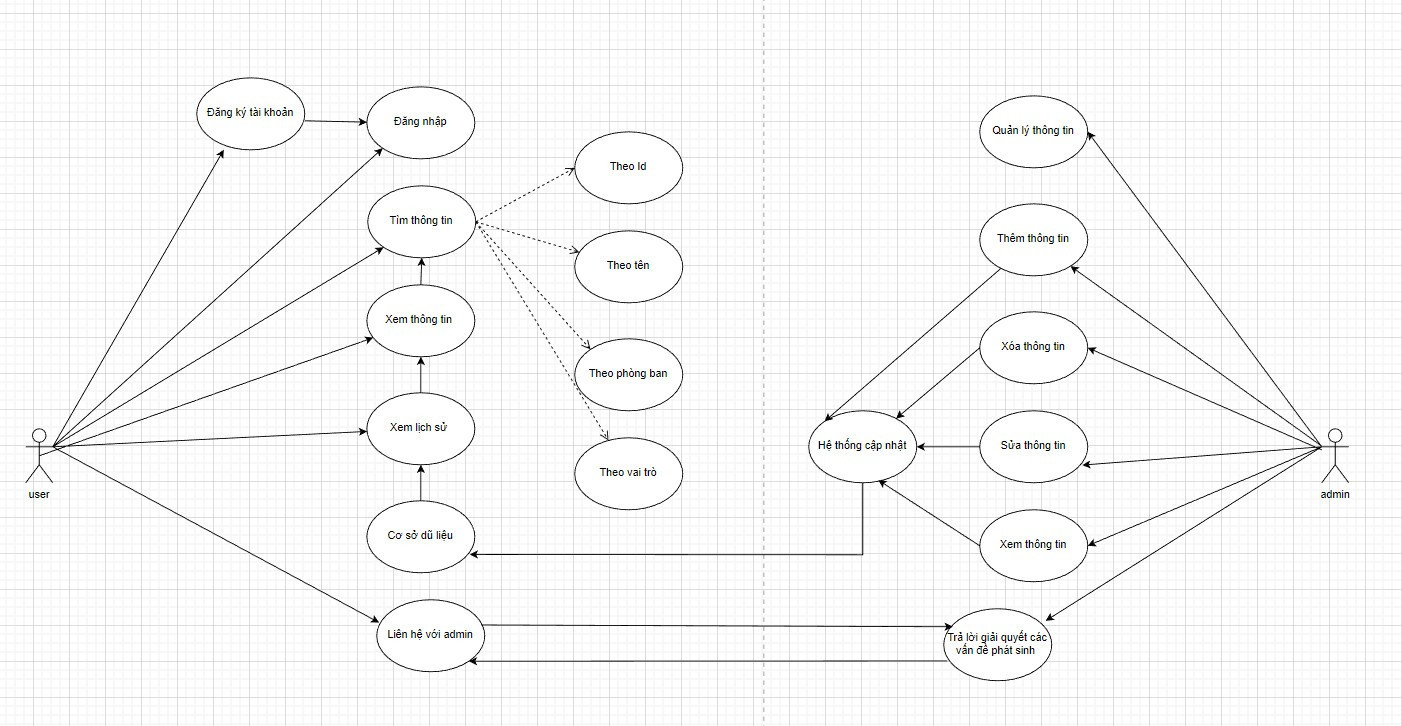 Đăng ký tài khoản
Đăng nhập
Tìm thông tin
Xem thông tin
Xem lịch sử
Cơ sở dũ liệu
Liên hệ với admin
Theo Id
Theo tên
Theo phòng ban
Theo vai trò
user
Quản lý thông tin
Thêm thông tin
Xóa thông tin
Sửa thông tin
Xem thông tin
Hệ thống cập nhật
Trả lời giải quyết các
vấn đề phát sinh
admin